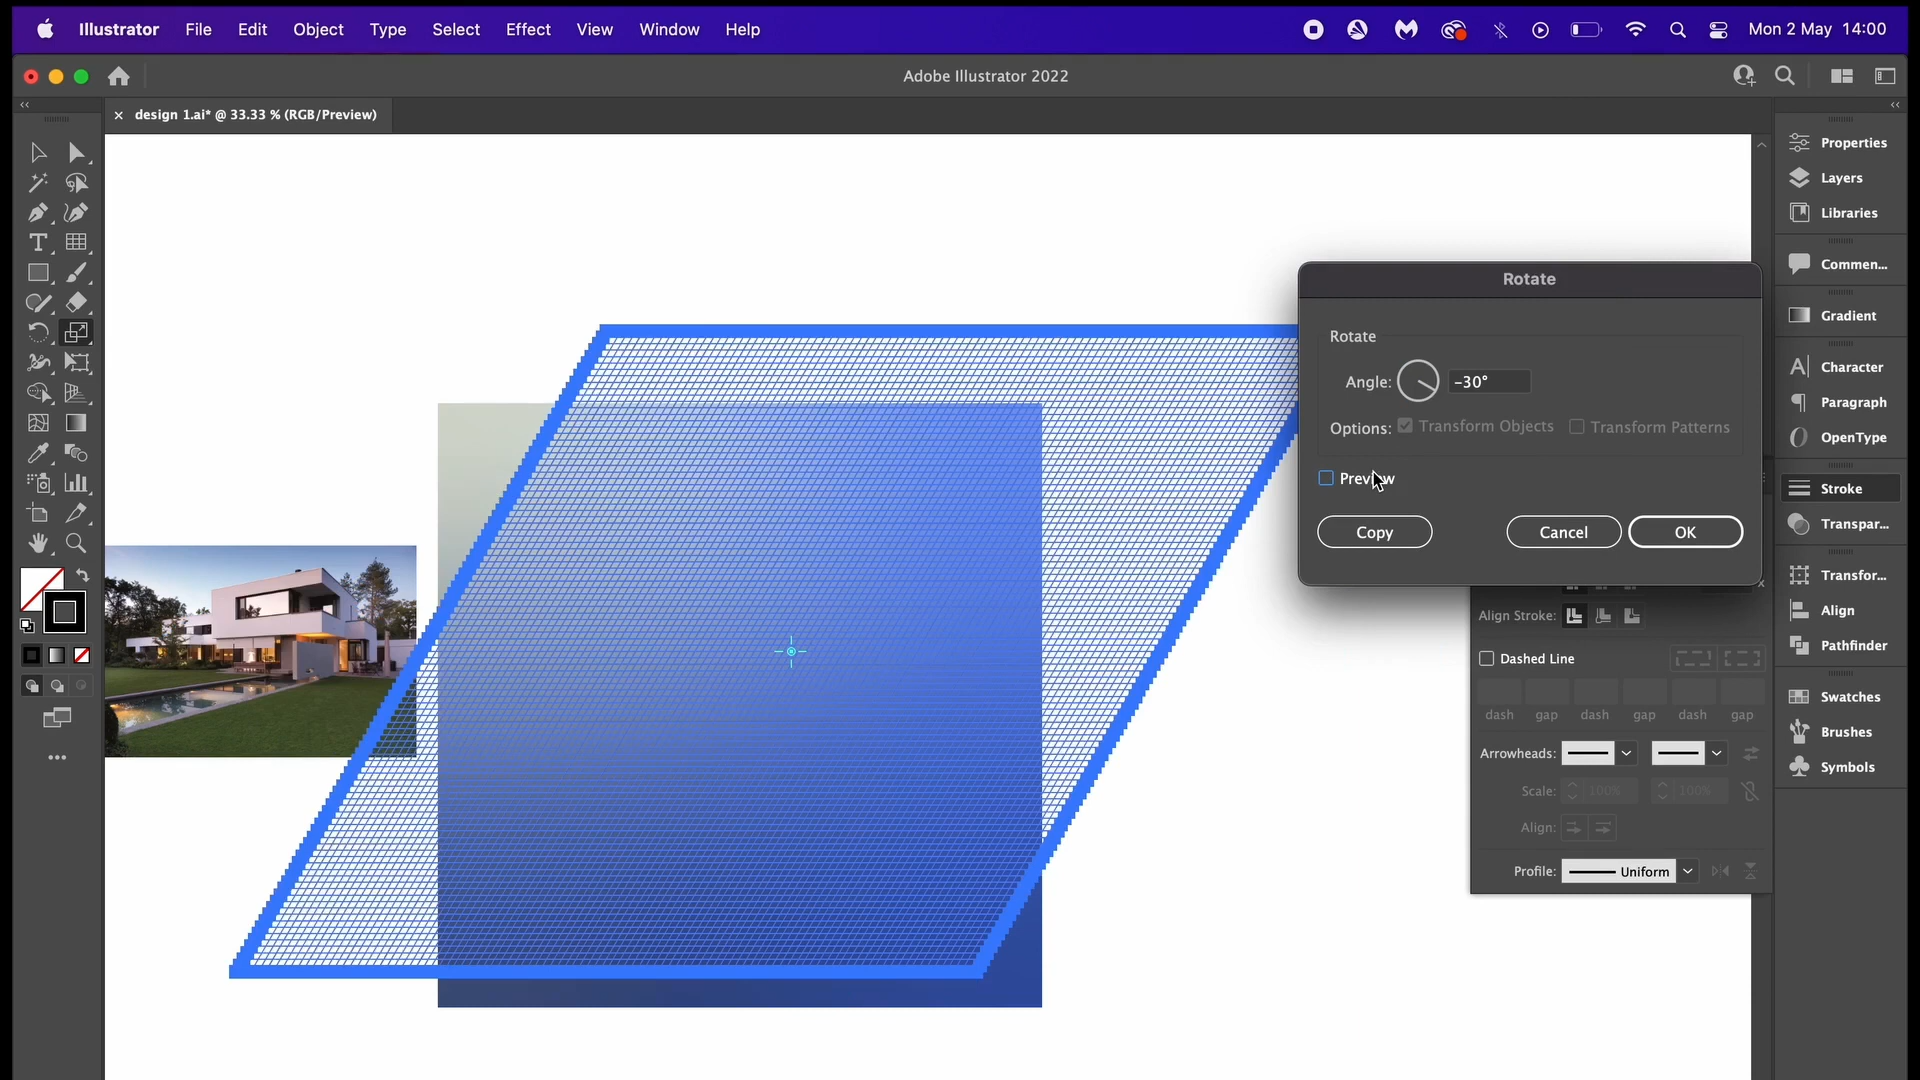 Illustrator File Edit Object Type Select Effect View Window Help Mon 2 May 14:00
Adobe Illustrator 2022
× design 1.ai* @ 33.33 % (RGB/Preview)
Properties
Layers
Libraries
Commen...
Gradient
Character
Paragraph
OpenType
Stroke
Transpar...
Transfor...
Align
Pathfinder
Swatches
Brushes
Symbols
Rotate
Rotate
Angle: -30°
Options: Transform Objects Transform Patterns
Preview
Copy Cancel OK
Align Stroke:
Dashed Line
dash gap dash gap dash gap
Arrowheads:
Scale: 100% 100%
Align:
Profile: Uniform